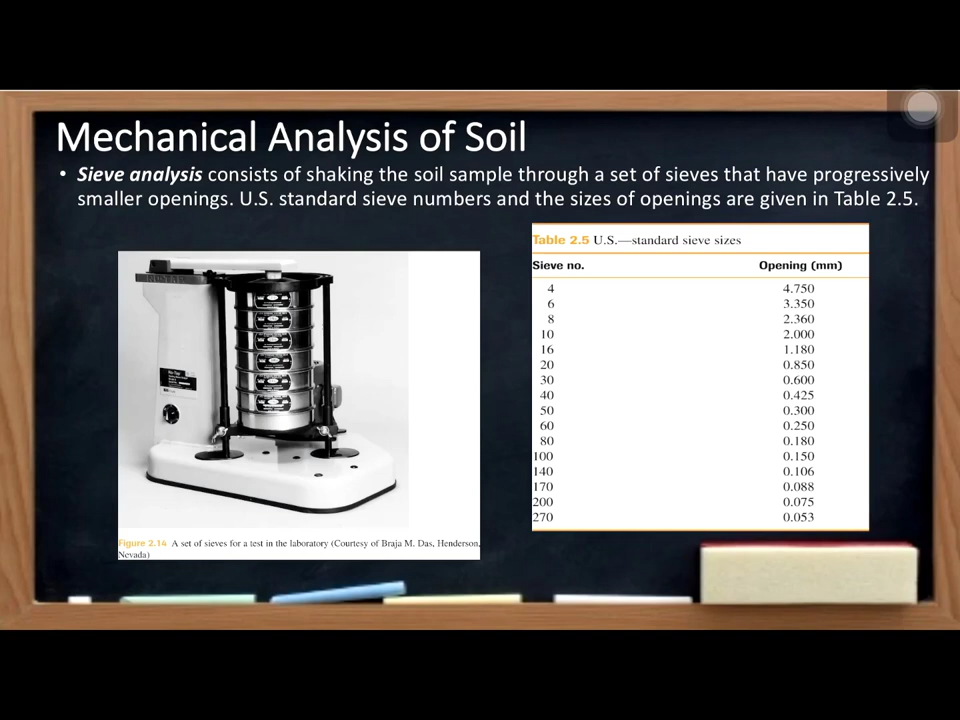 Mechanical Analysis of Soil
• Sieve analysis consists of shaking the soil sample through a set of sieves that have progressively
smaller openings. U.S. standard sieve numbers and the sizes of openings are given in Table 2.5.
Table 2.5 U.S.—standard sieve sizes
Sieve no. Opening (mm)
4 4.750
6 3.350
8 2.360
10 2.000
16 1.180
20 0.850
30 0.600
40 0.425
50 0.300
60 0.250
80 0.180
100 0.150
140 0.106
170 0.088
200 0.075
270 0.053
Figure 2.14 A set of sieves for a test in the laboratory (Courtesy of Braja M. Das, Henderson,
Nevada)